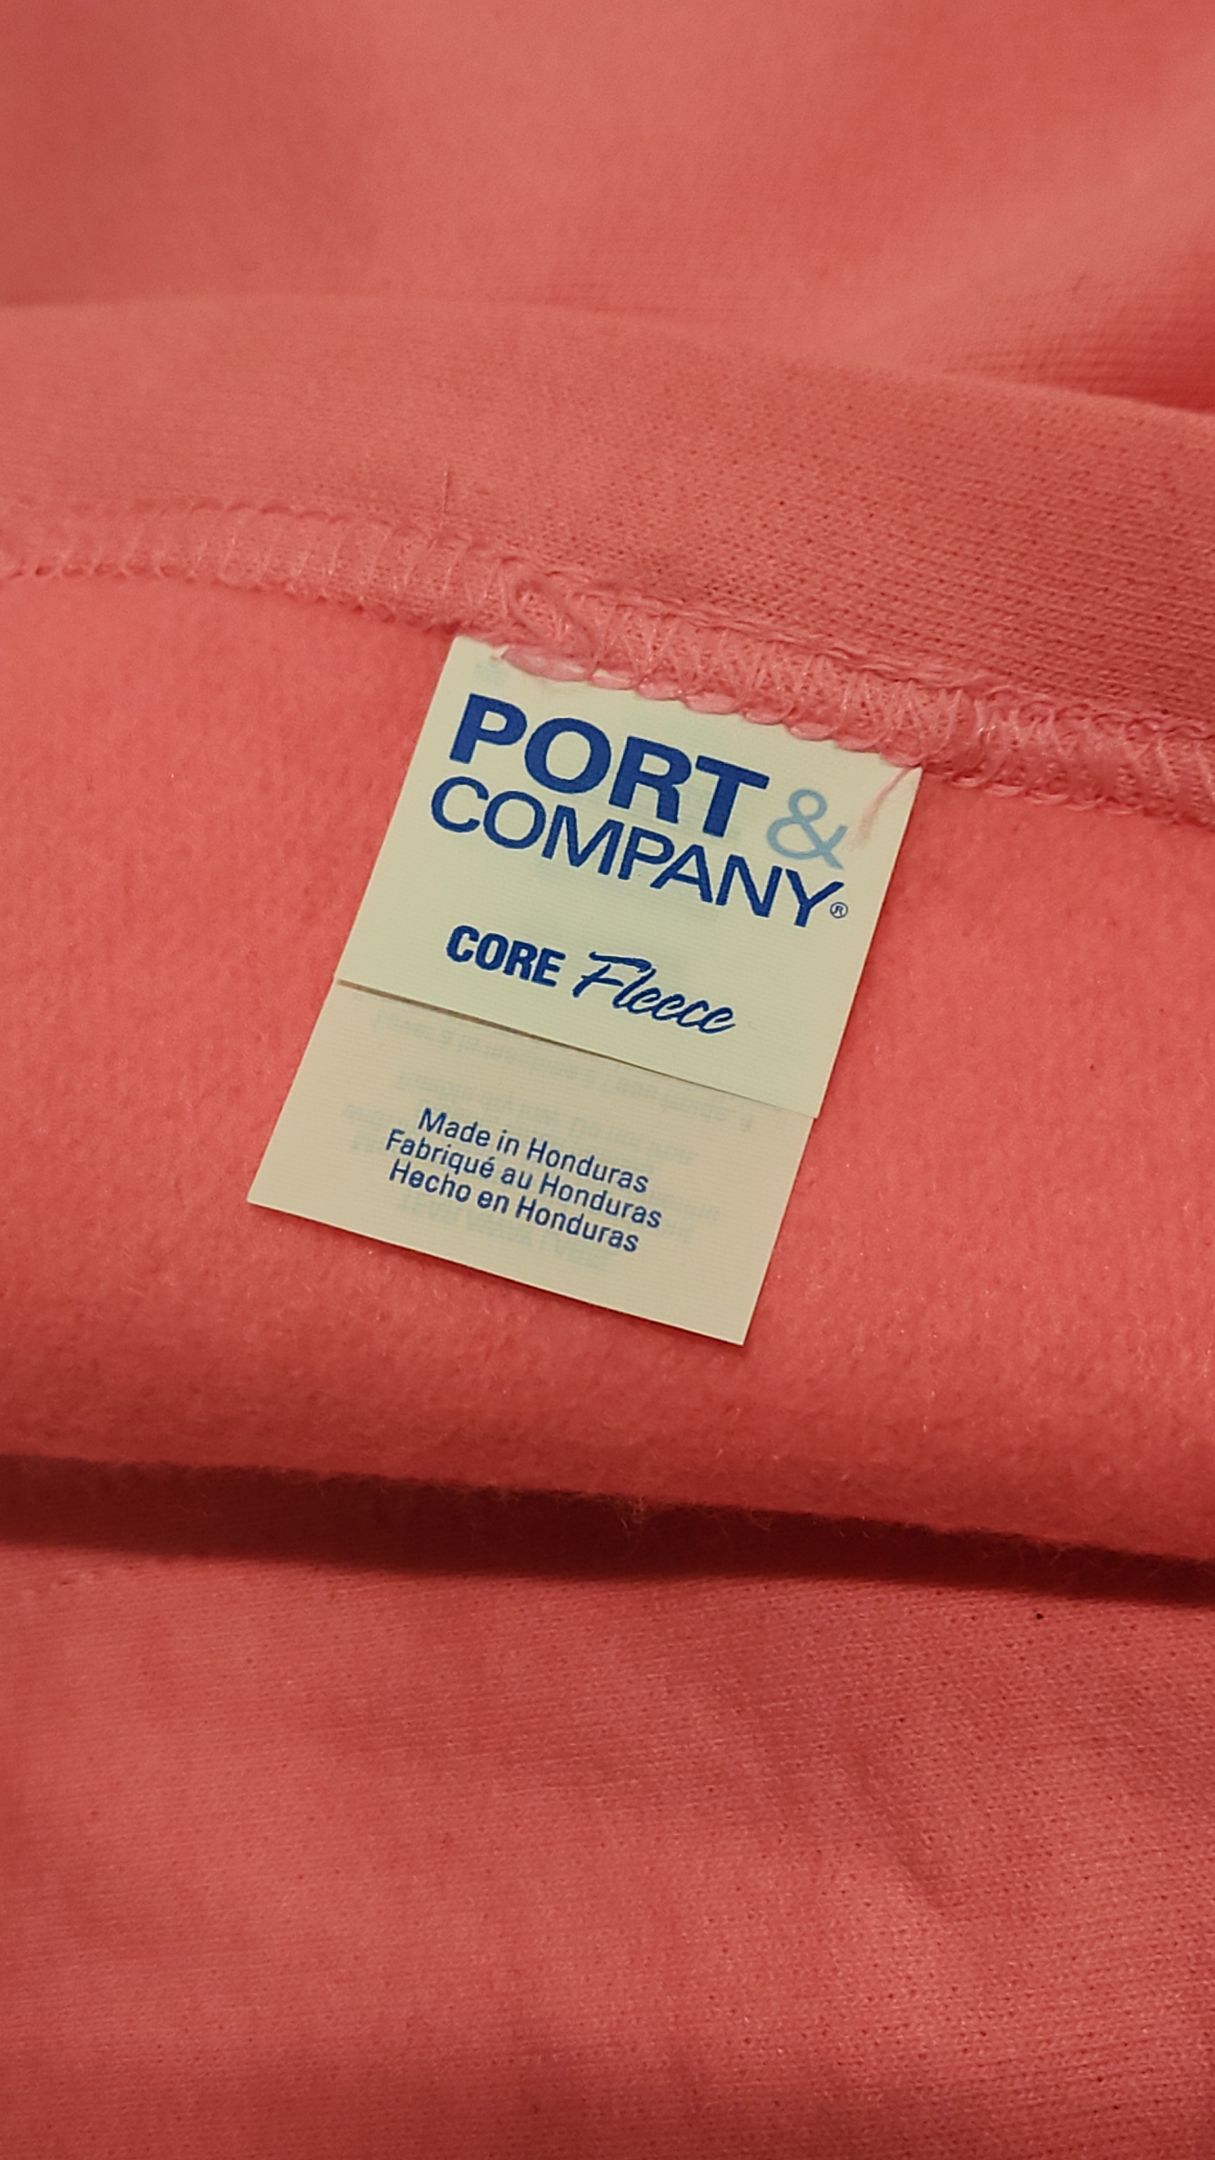 PORT &
COMPANY®
CORE Fleece
Made in Honduras
Fabriqué au Honduras
Hecho en Honduras